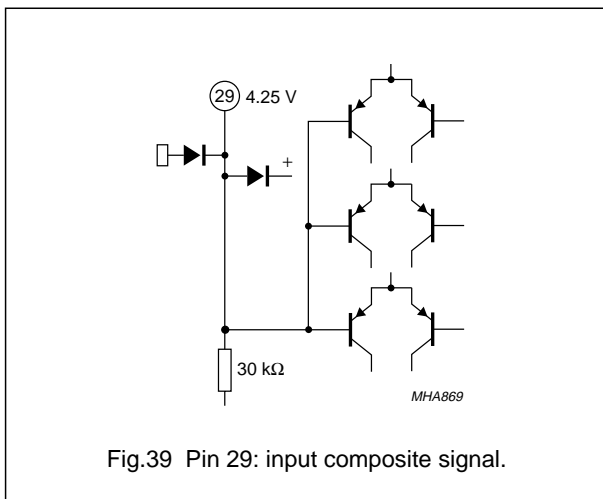 29 4.25 V
+
30 kΩ
MHA869
Fig.39 Pin 29: input composite signal.